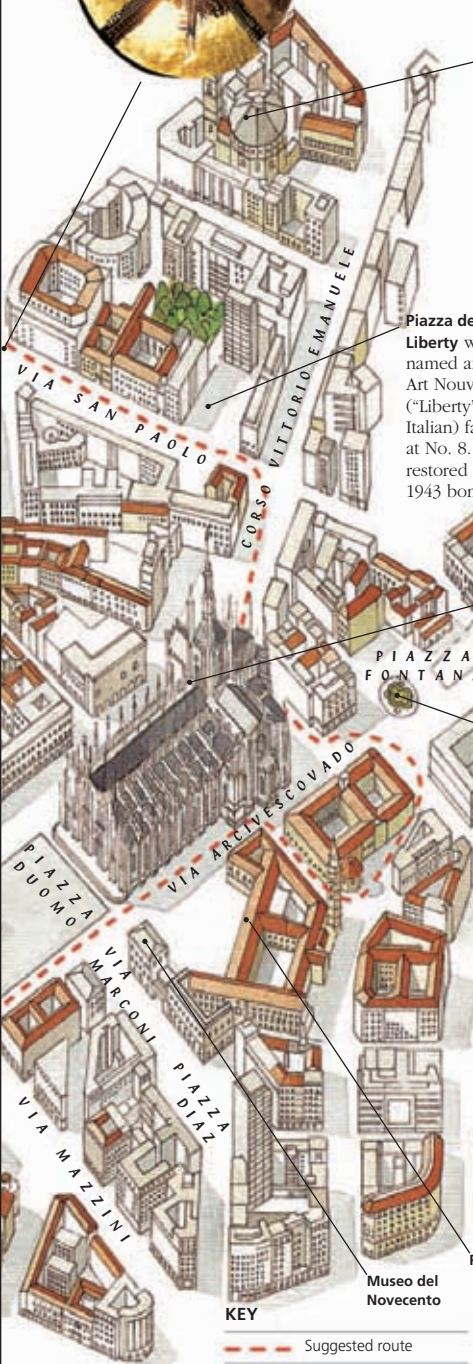 CORSO VITTORIO EMANUELE
Piazza de
Liberty w
named a
Art Nouv
("Liberty"
Italian) fa
at No. 8.
restored
1943 bon
VIA SAN PAOLO
PIAZZA
FONTAN
VIA ARCIVESCOVADO
PIAZZA
DUOMO
VIA
MARCONI
PIAZZA
DIAZ
VIA MAZZINI
Museo del
Novecento
KEY
Suggested route